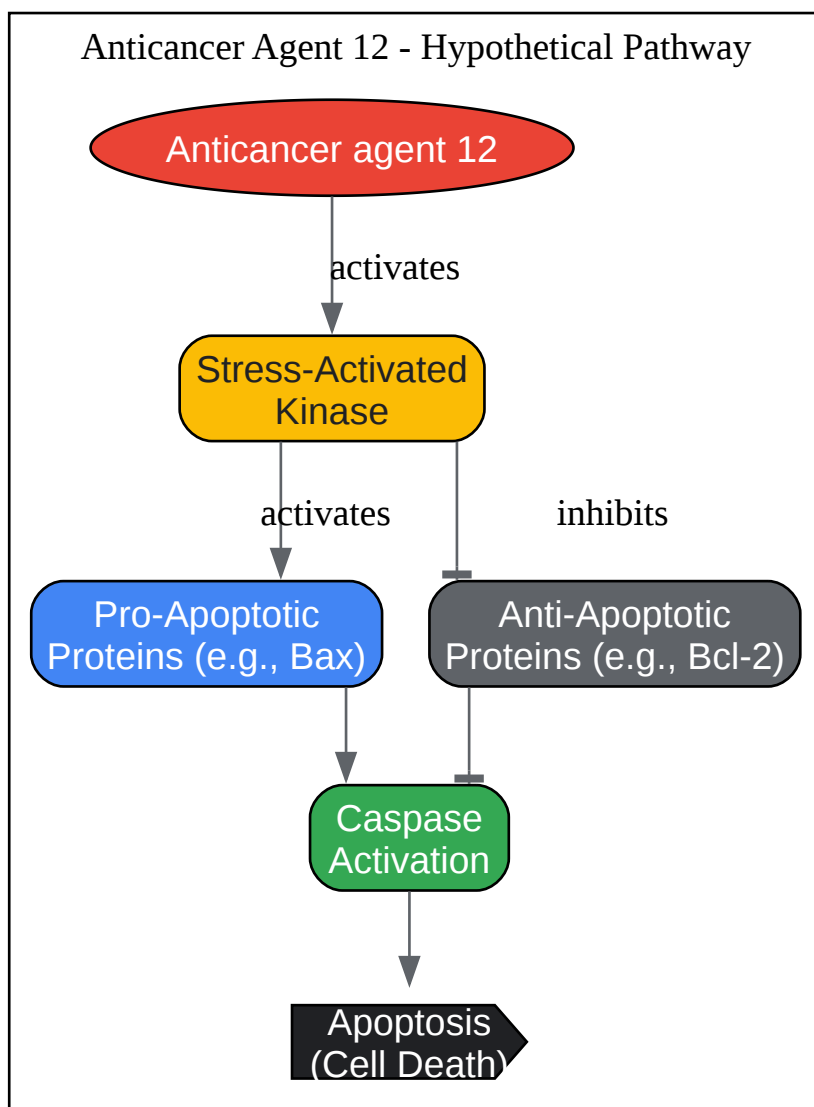 Anticancer Agent 12 - Hypothetical Pathway
Anticancer agent 12
activates
Stress-Activated
Kinase
activates
inhibits
Pro-Apoptotic
Proteins (e.g., Bax)
Anti-Apoptotic
Proteins (e.g., Bcl-2)
Caspase
Activation
Apoptosis
(Cell Death)